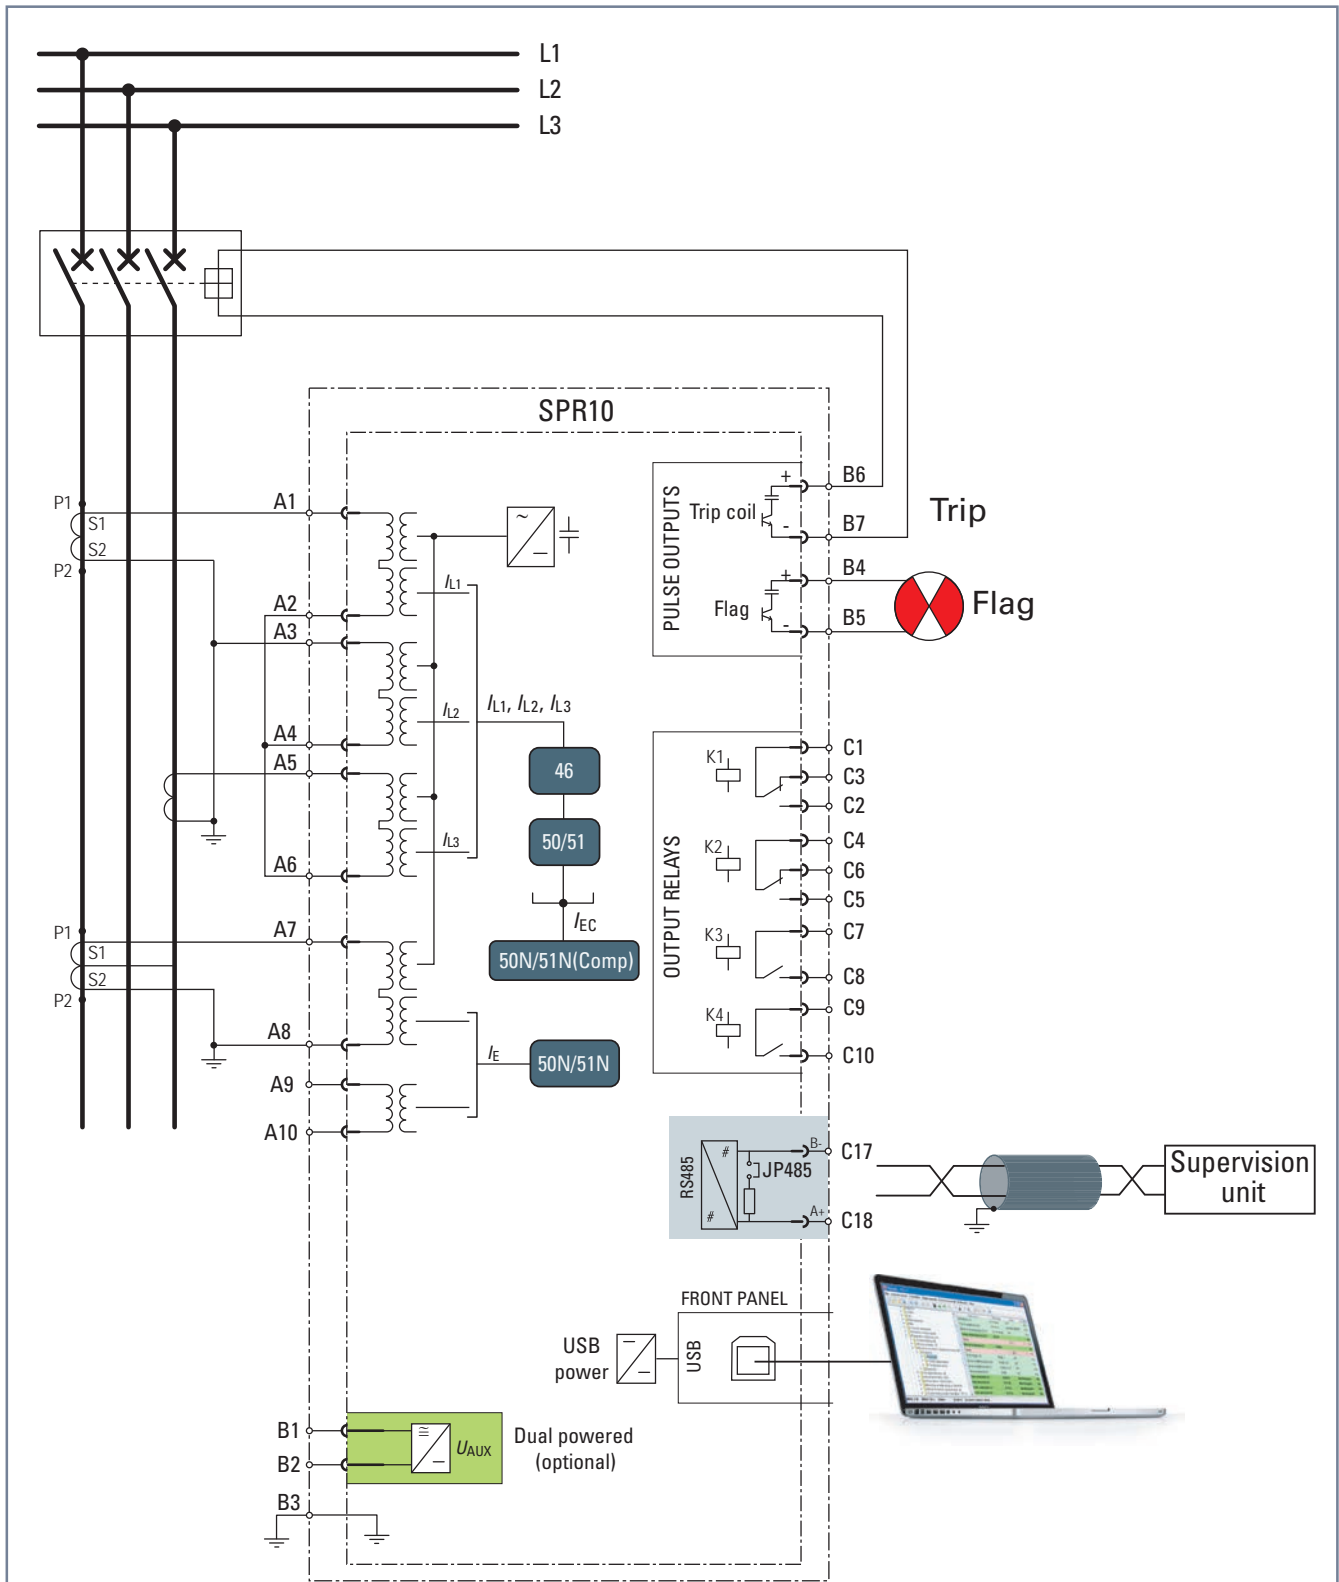 L1
L2
L3
SPR10
PULSE OUTPUTS
Trip coil
+
-
B6
B7
Trip
Flag
+
-
B4
B5
Flag
P1
S1
S2
P2
A1
A2
A3
A4
A5
A6
A7
A8
A9
A10
~
IL1
IL2
IL3
IL1, IL2, IL3
46
50/51
IEC
50N/51N(Comp)
P1
S1
S2
P2
IE
50N/51N
OUTPUT RELAYS
K1
C1
C3
C2
K2
C4
C6
C5
K3
C7
C8
K4
C9
C10
RS485
#
#
B-
JP485
A+
C17
C18
Supervision
unit
FRONT PANEL
USB
USB
power
B1
B2
B3
UAUX
Dual powered
(optional)